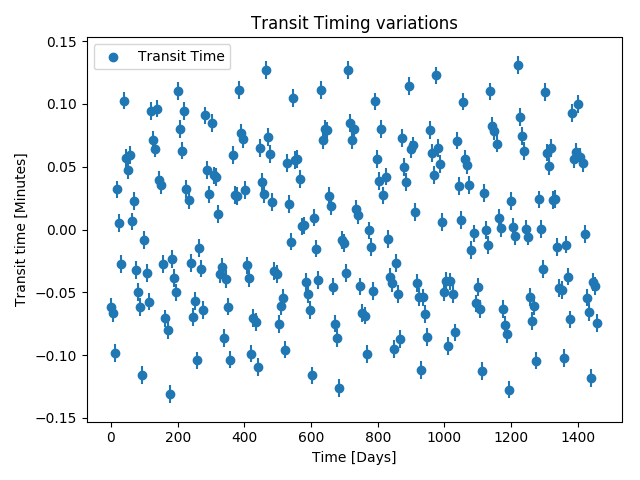 Transit Timing variations
Transit Time
Transit time [Minutes]
0.15
0.10
0.05
0.00
−0.05
−0.10
−0.15
0 200 400 600 800 1000 1200 1400
Time [Days]